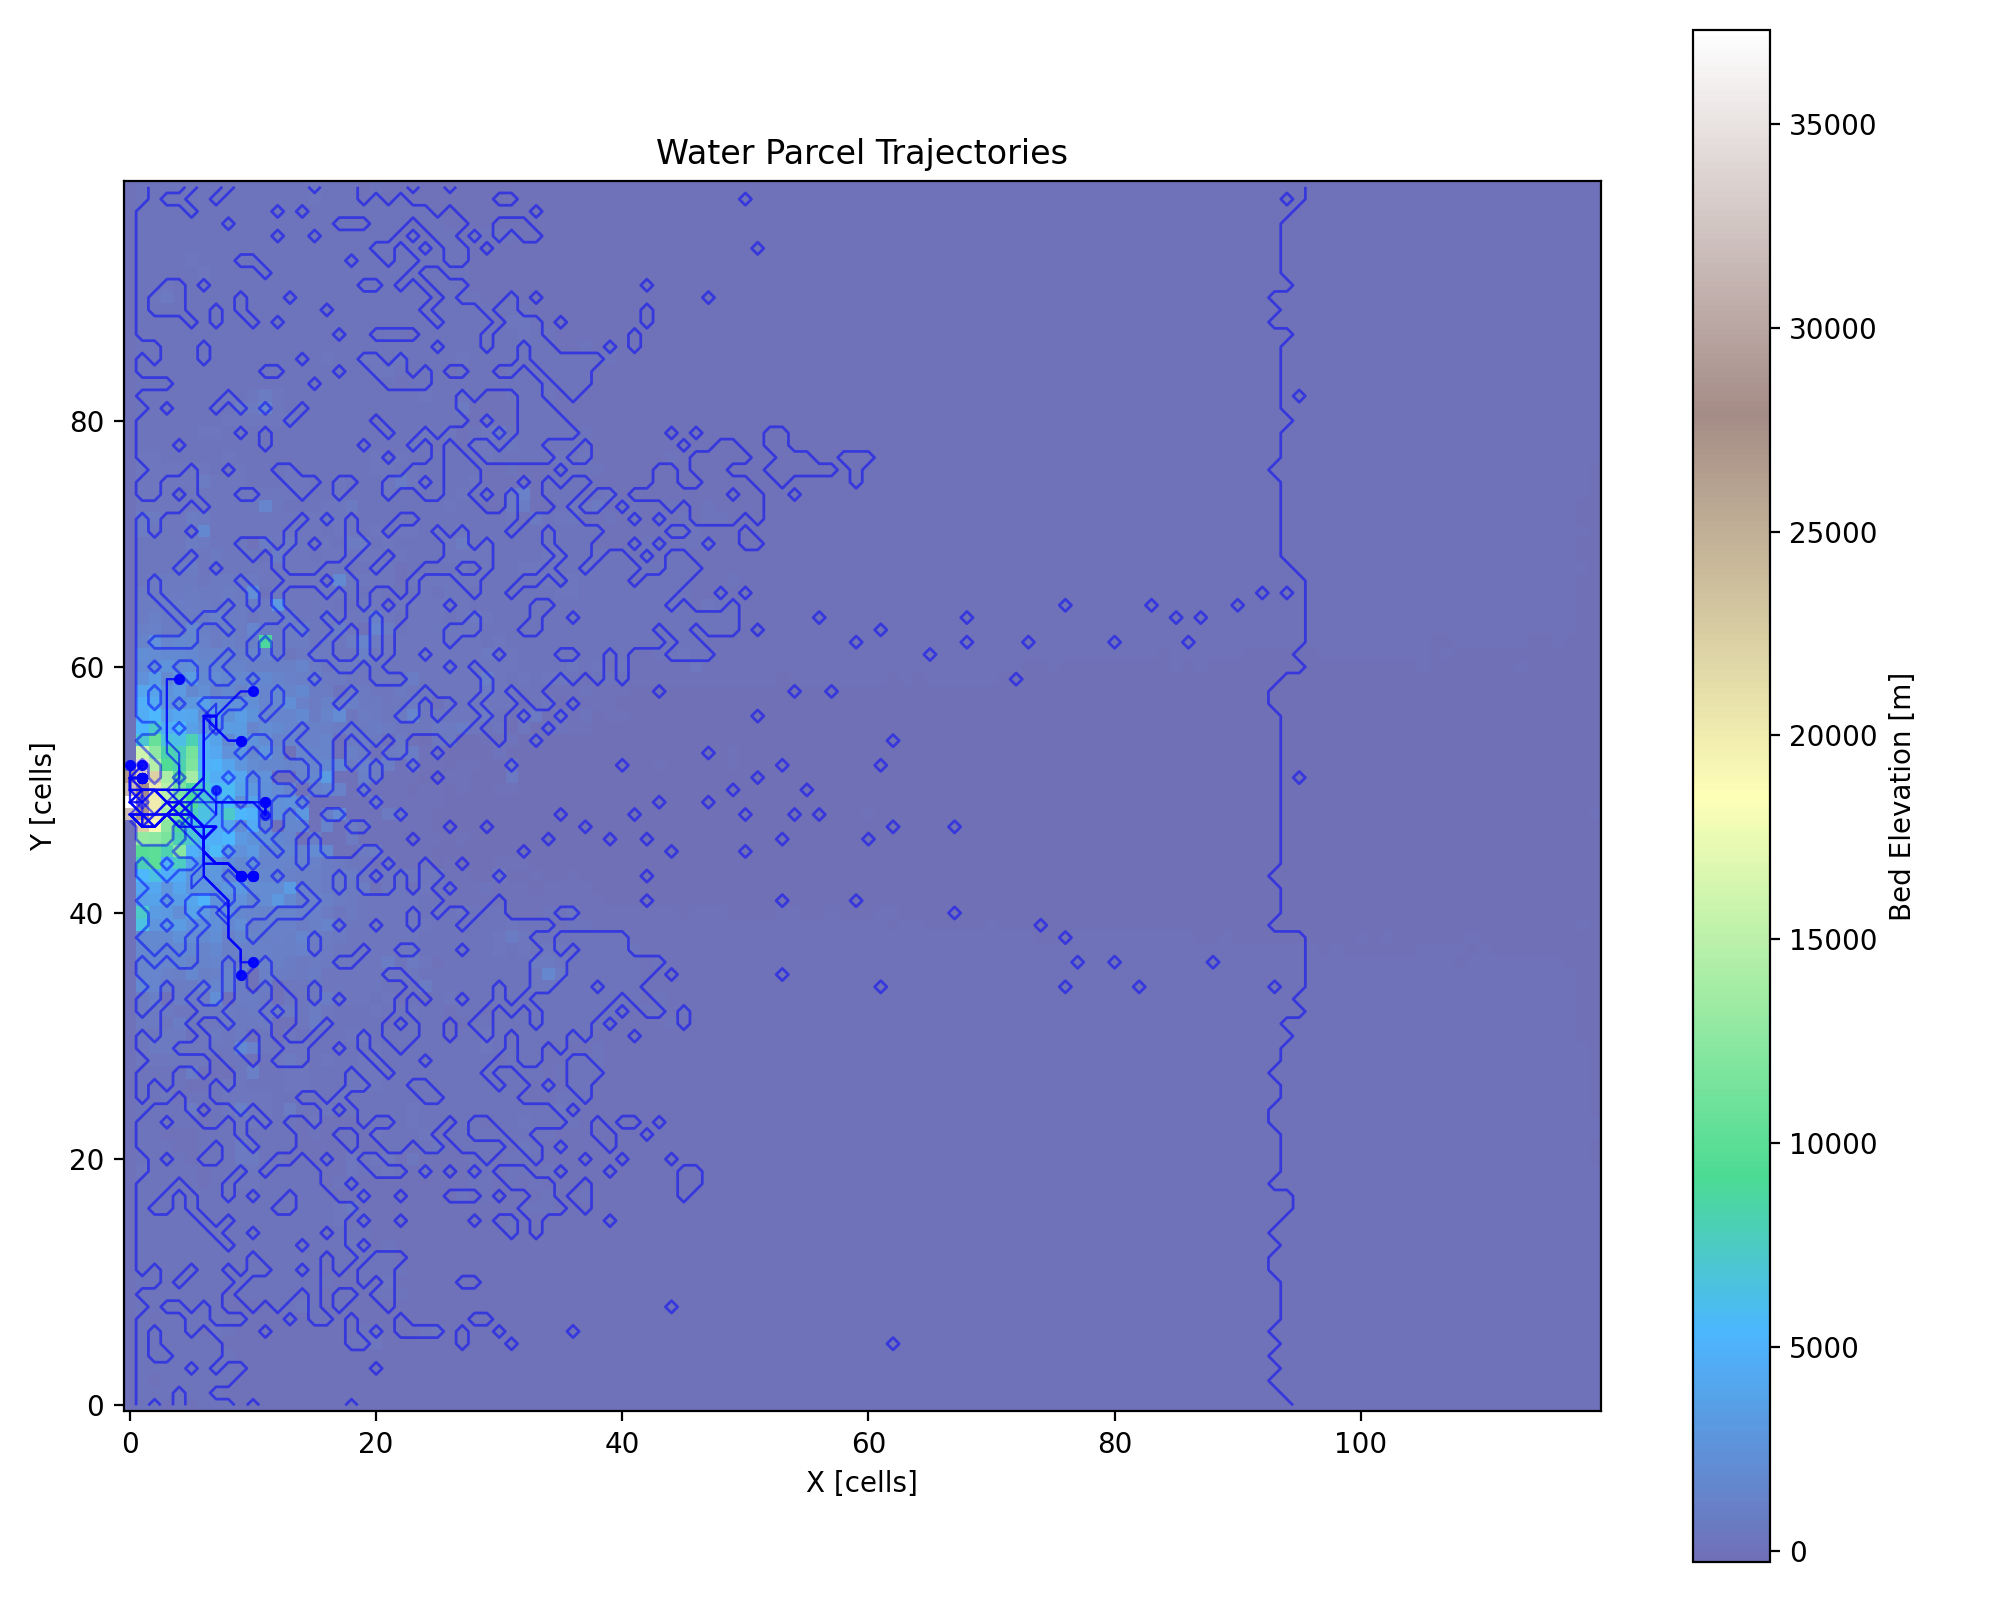 Water Parcel Trajectories
Y [cells]
80
60
40
20
0
0 20 40 60 80 100
X [cells]
35000
30000
25000
20000
15000
10000
5000
0
Bed Elevation [m]